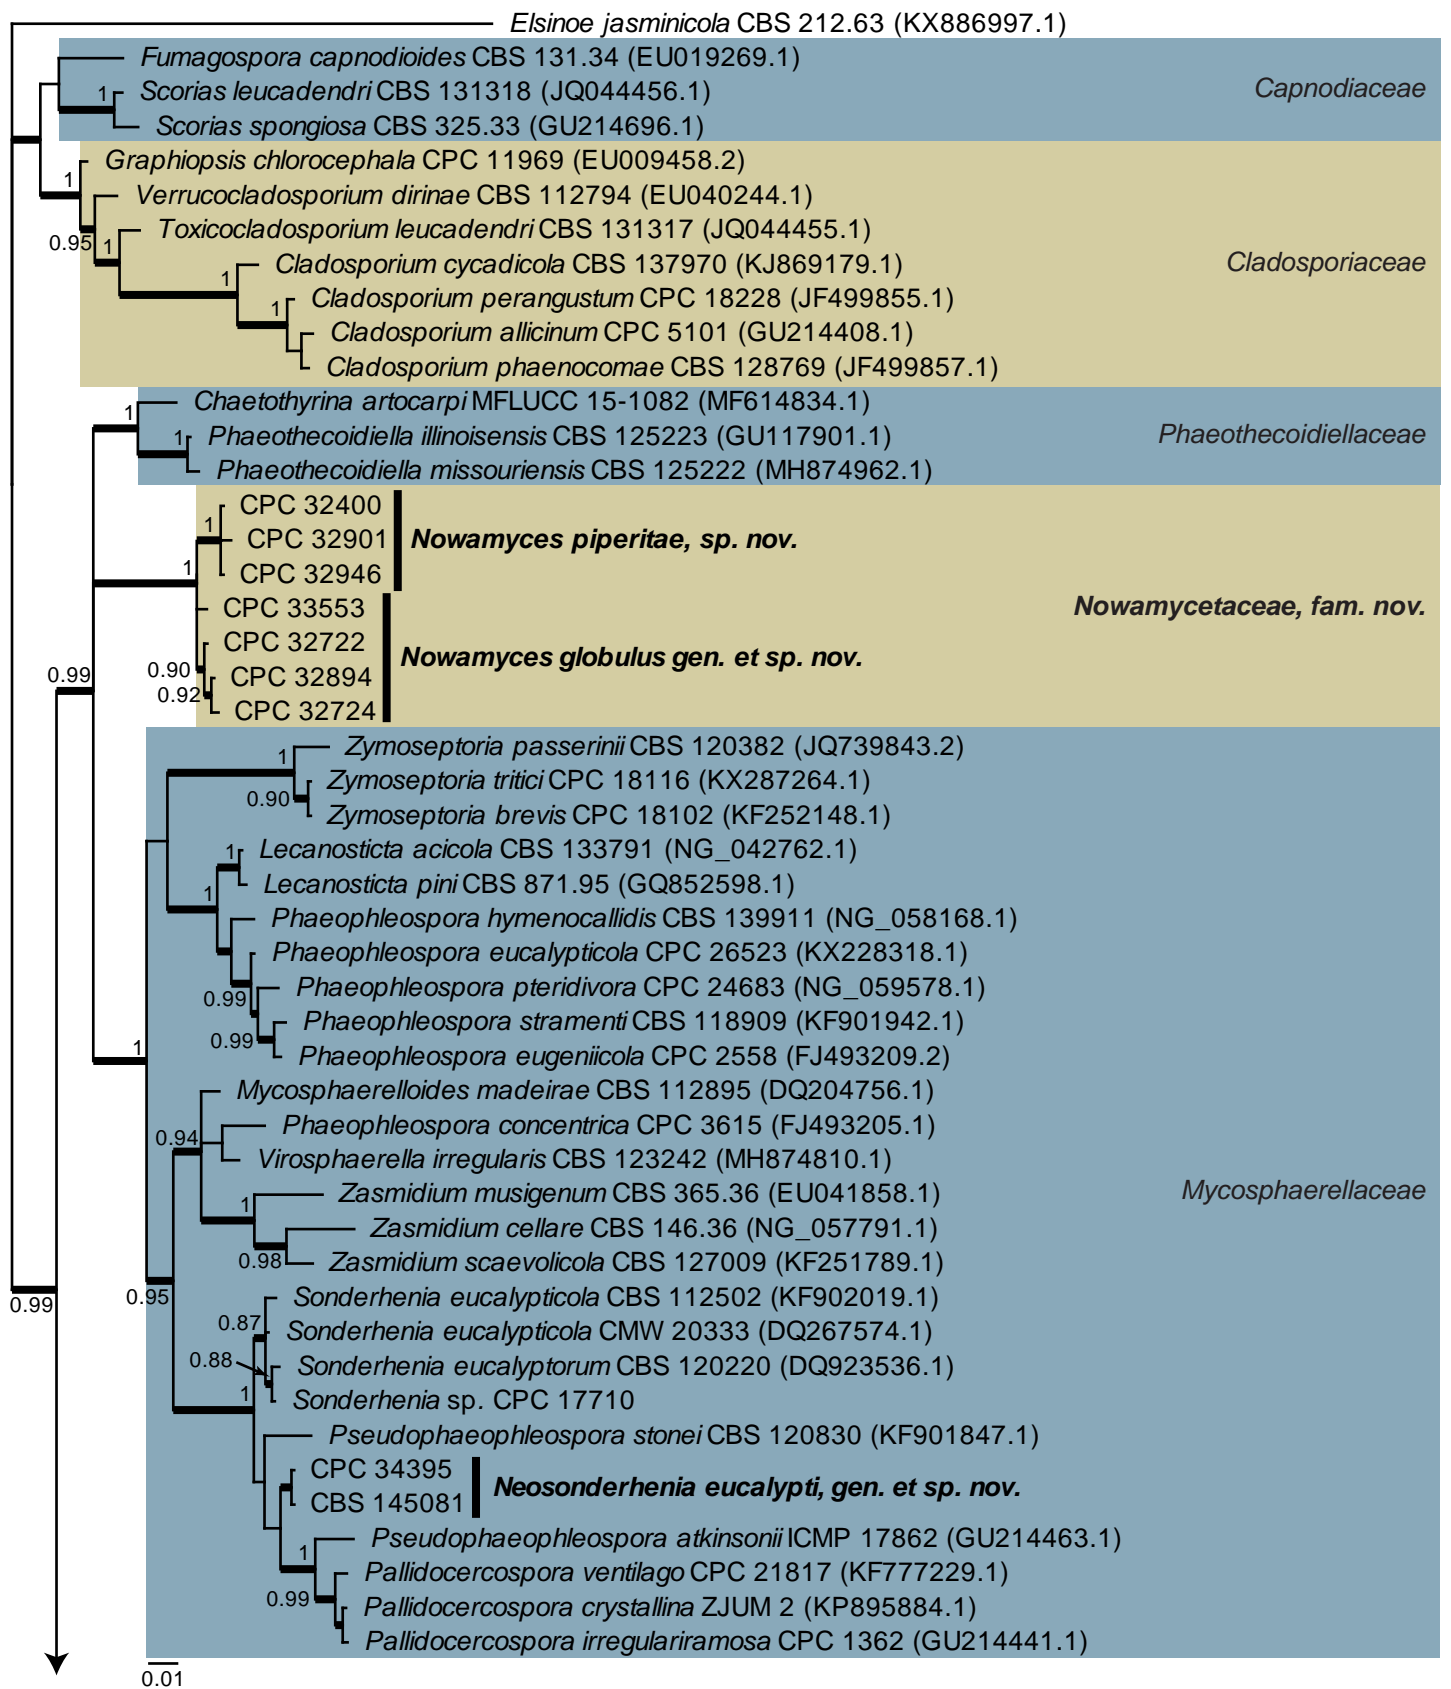 Elsinoe jasminicola CBS 212.63 (KX886997.1)
Fumagospora capnodioides CBS 131.34 (EU019269.1)
Capnodiaceae
1 Scorias leucadendri CBS 131318 (JQ044456.1)
Scorias spongiosa CBS 325.33 (GU214696.1)
Graphiopsis chlorocephala CPC 11969 (EU009458.2)
1
Verrucocladosporium dirinae CBS 112794 (EU040244.1)
Toxicocladosporium leucadendri CBS 131317 (JQ044455.1)
0.95 1
Cladosporium cycadicola CBS 137970 (KJ869179.1)
Cladosporiaceae
1
Cladosporium perangustum CPC 18228 (JF499855.1)
1
Cladosporium allicinum CPC 5101 (GU214408.1)
Cladosporium phaenocomae CBS 128769 (JF499857.1)
Chaetothyrina artocarpi MFLUCC 15-1082 (MF614834.1)
1
Phaeothecoidiella illinoisensis CBS 125223 (GU117901.1)
Phaeothecoidiellaceae
1
Phaeothecoidiella missouriensis CBS 125222 (MH874962.1)
CPC 32400
1
CPC 32901
Nowamyces piperitae, sp. nov.
1
CPC 32946
CPC 33553
Nowamycetaceae, fam. nov.
CPC 32722
Nowamyces globulus gen. et sp. nov.
0.90
0.99
CPC 32894
0.92
CPC 32724
Zymoseptoria passerinii CBS 120382 (JQ739843.2)
1
Zymoseptoria tritici CPC 18116 (KX287264.1)
0.90
Zymoseptoria brevis CPC 18102 (KF252148.1)
1 Lecanosticta acicola CBS 133791 (NG_042762.1)
Lecanosticta pini CBS 871.95 (GQ852598.1)
1
Phaeophleospora hymenocallidis CBS 139911 (NG_058168.1)
Phaeophleospora eucalypticola CPC 26523 (KX228318.1)
Phaeophleospora pteridivora CPC 24683 (NG_059578.1)
0.99
Phaeophleospora stramenti CBS 118909 (KF901942.1)
0.99
1
Phaeophleospora eugeniicola CPC 2558 (FJ493209.2)
Mycosphaerelloides madeirae CBS 112895 (DQ204756.1)
Phaeophleospora concentrica CPC 3615 (FJ493205.1)
0.94
Virosphaerella irregularis CBS 123242 (MH874810.1)
Zasmidium musigenum CBS 365.36 (EU041858.1)
Mycosphaerellaceae
1
Zasmidium cellare CBS 146.36 (NG_057791.1)
0.98 Zasmidium scaevolicola CBS 127009 (KF251789.1)
Sonderhenia eucalypticola CBS 112502 (KF902019.1)
0.99
0.95
0.87
Sonderhenia eucalypticola CMW 20333 (DQ267574.1)
0.88
Sonderhenia eucalyptorum CBS 120220 (DQ923536.1)
1
Sonderhenia sp. CPC 17710
Pseudophaeophleospora stonei CBS 120830 (KF901847.1)
CPC 34395
Neosonderhenia eucalypti, gen. et sp. nov.
CBS 145081
Pseudophaeophleospora atkinsonii ICMP 17862 (GU214463.1)
1
Pallidocercospora ventilago CPC 21817 (KF777229.1)
0.99
Pallidocercospora crystallina ZJUM 2 (KP895884.1)
Pallidocercospora irregulariramosa CPC 1362 (GU214441.1)
0.01